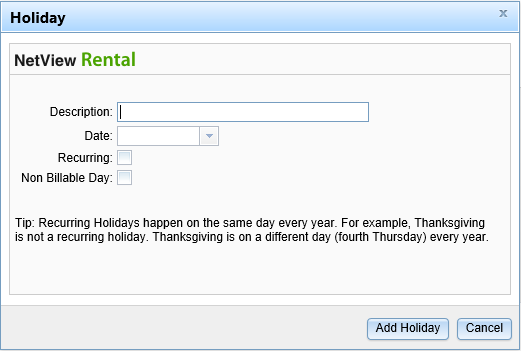 Holiday
x
NetView Rental
Description:
Date:
Recurring:
Non Billable Day:
Tip: Recurring Holidays happen on the same day every year. For example, Thanksgiving
is not a recurring holiday. Thanksgiving is on a different day (fourth Thursday) every year.
Add Holiday Cancel